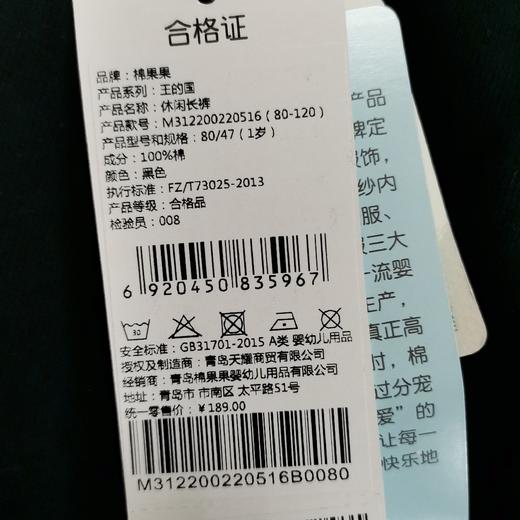 合格证
品牌：棉果果
产品系列：王的国
产品名称：休闲长裤
产品款号：M312200220516（80-120）
产品型号和规格：80/47（1岁）
成分：100%棉
颜色：黑色
执行标准：FZ/T73025-2013
产品等级：合格品
检验员：008
6 920450 835967
30
安全标准：GB31701-2015 A类 婴幼儿用品
授权及制造商：青岛天耀商贸有限公司
经销商：青岛棉果果婴幼儿用品有限公司
地址：青岛市 市南区 太平路51号
统一零售价：￥189.00
M312200220516B0080
产品
牌定
服饰，
纱内
服、
及三大
一流婴
生产，
真正高
付，棉
过分宠
爱”的
让每一
快乐地